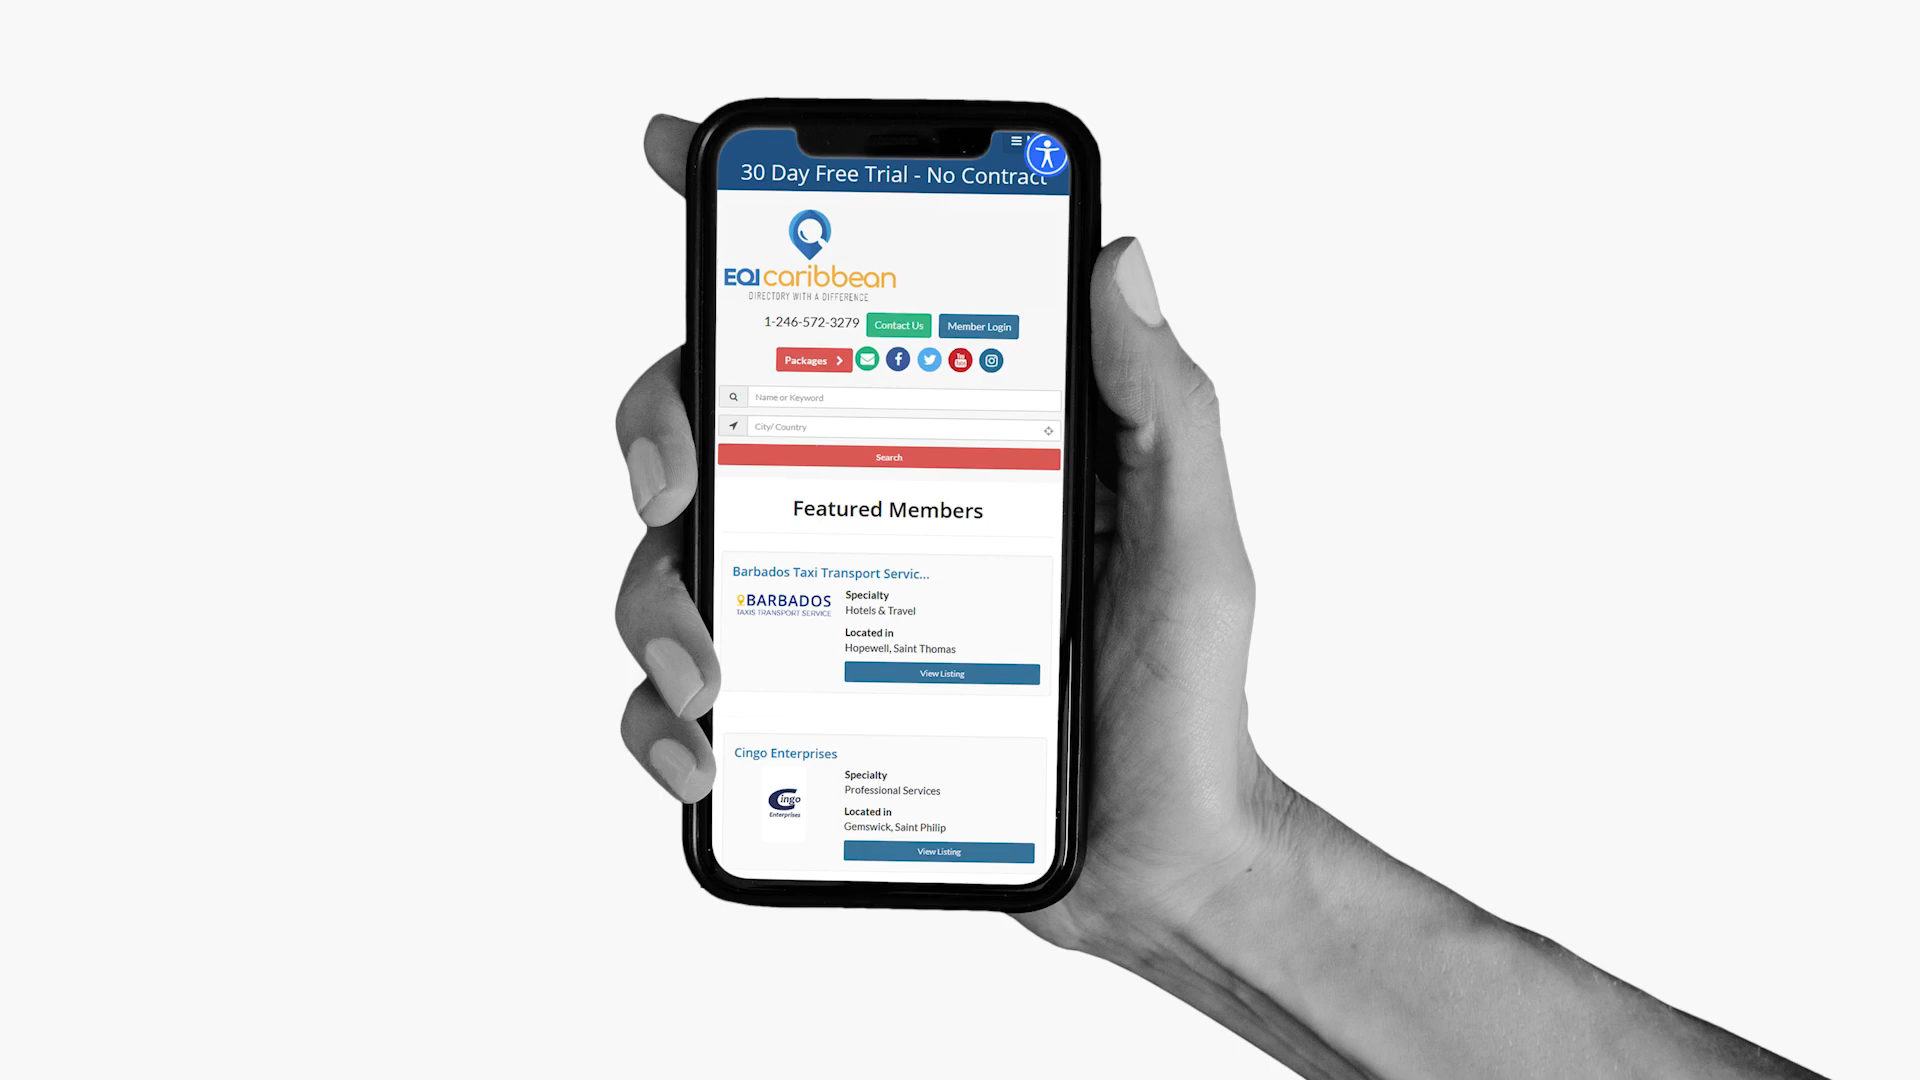 30 Day Free Trial - No Contract
EQI caribbean
DIRECTORY WITH A DIFFERENCE
1-246-572-3279
Contact Us
Member Login
Packages
Name or Keyword
City/ Country
Search
Featured Members
Barbados Taxi Transport Servic...
BARBADOS
TAXIS TRANSPORT SERVICE
Specialty
Hotels & Travel
Located in
Hopewell, Saint Thomas
View Listing
Cingo Enterprises
Cingo
Enterprises
Specialty
Professional Services
Located in
Gemswick, Saint Philip
View Listing